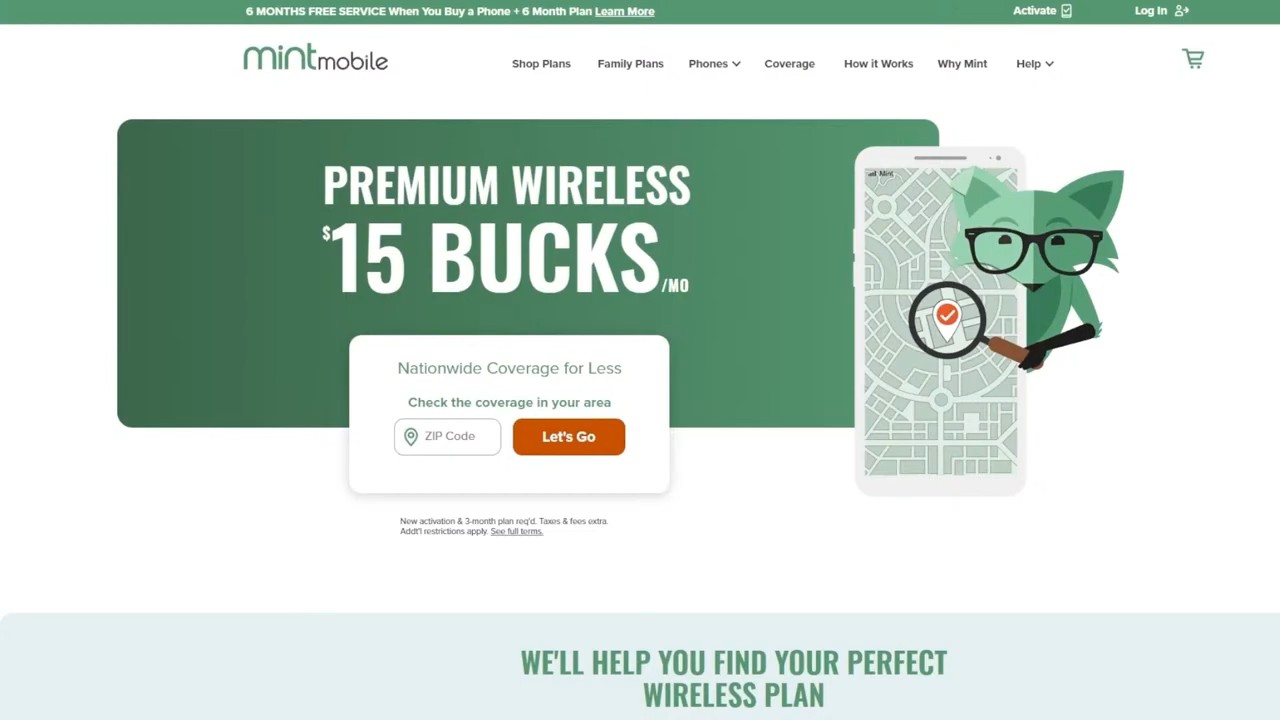 6 MONTHS FREE SERVICE When You Buy a Phone + 6 Month Plan Learn More
Activate
Log In
mintmobile
Shop Plans
Family Plans
Phones
Coverage
How it Works
Why Mint
Help
PREMIUM WIRELESS
$15 BUCKS/MO
Mint
Nationwide Coverage for Less
Check the coverage in your area
ZIP Code
Let's Go
New activation & 3-month plan req'd. Taxes & fees extra.
Addt'l restrictions apply. See full terms.
WE'LL HELP YOU FIND YOUR PERFECT
WIRELESS PLAN